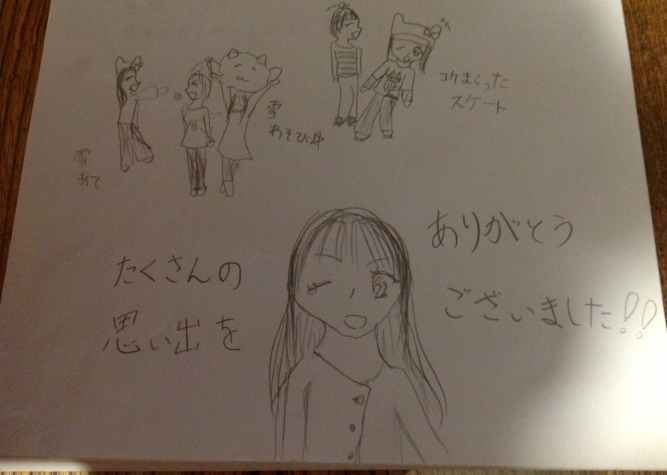 コケまくった
スケート
雪
あそび中
雪
あて
たくさんの
思い出を
ありがとう
ございました!!